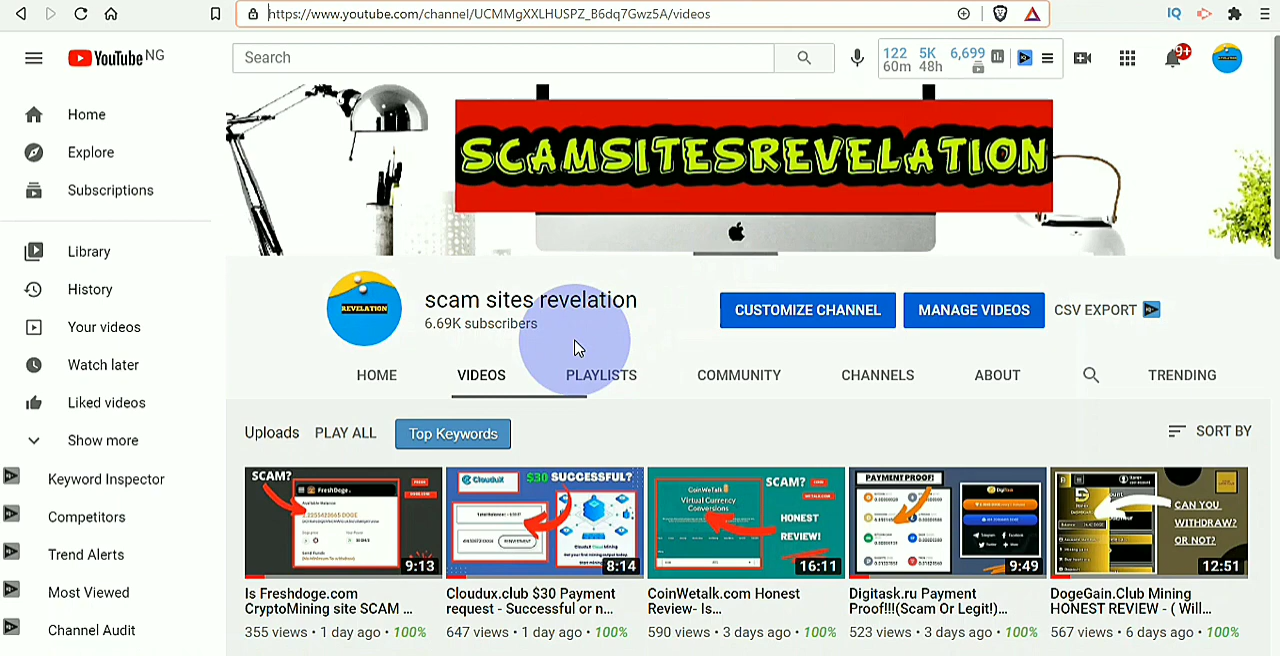 https://www.youtube.com/channel/UCMMgXXLHUSPZ_B6dq7Gwz5A/videos
IQ
YouTube NG
Search
122 5K 6,699
60m 48h
9+
Home
Explore
Subscriptions
Library
History
Your videos
Watch later
Liked videos
Show more
Keyword Inspector
Competitors
Trend Alerts
Most Viewed
Channel Audit
SCAMSITESREVELATION
REVELATION
scam sites revelation
6.69K subscribers
CUSTOMIZE CHANNEL
MANAGE VIDEOS
CSV EXPORT
HOME VIDEOS PLAYLISTS COMMUNITY CHANNELS ABOUT TRENDING
Uploads PLAY ALL Top Keywords SORT BY
SCAM?
FreshDoge.
9:13
Is Freshdoge.com
CryptoMining site SCAM ...
355 views • 1 day ago • 100%
Cloudux
$30 SUCCESSFUL?
8:14
Cloudux.club $30 Payment
request - Successful or n...
647 views • 1 day ago • 100%
CoinWeTalk
Virtual Currency
Conversions
SCAM?
HONEST
REVIEW!
16:11
CoinWeTalk.com Honest
Review- Is...
590 views • 3 days ago • 100%
PAYMENT PROOF!
DigiTask
9:49
Digitask.ru Payment
Proof!!!(Scam Or Legit!)...
523 views • 3 days ago • 100%
CAN YOU
WITHDRAW?
OR NOT?
12:51
DogeGain.Club Mining
HONEST REVIEW - ( Will...
567 views • 6 days ago • 100%